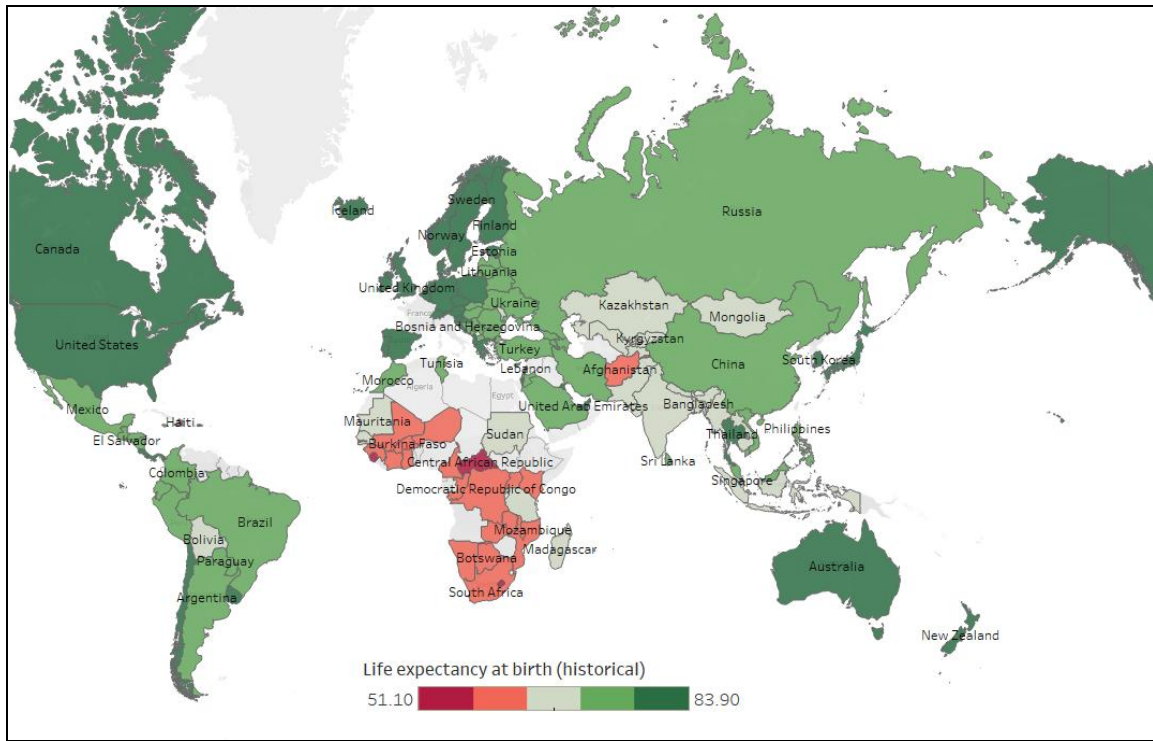 Canada
United States
Mexico
Haiti
El Salvador
Colombia
Brazil
Bolivia
Paraguay
Argentina
Iceland
Sweden
Finland
Norway
Estonia
Lithuania
United Kingdom
Ukraine
France
Bosnia and Herzegovina
Turkey
Tunisia
Lebanon
Morocco
Algeria
Egypt
Russia
Kazakhstan
Mongolia
Kyrgyzstan
China
South Korea
Afghanistan
United Arab Emirates
Bangladesh
Thailand
Philippines
Sri Lanka
Singapore
Mauritania
Burkina Faso
Sudan
Central African Republic
Democratic Republic of Congo
Mozambique
Madagascar
Botswana
South Africa
Australia
New Zealand
Life expectancy at birth (historical)
51.10 83.90